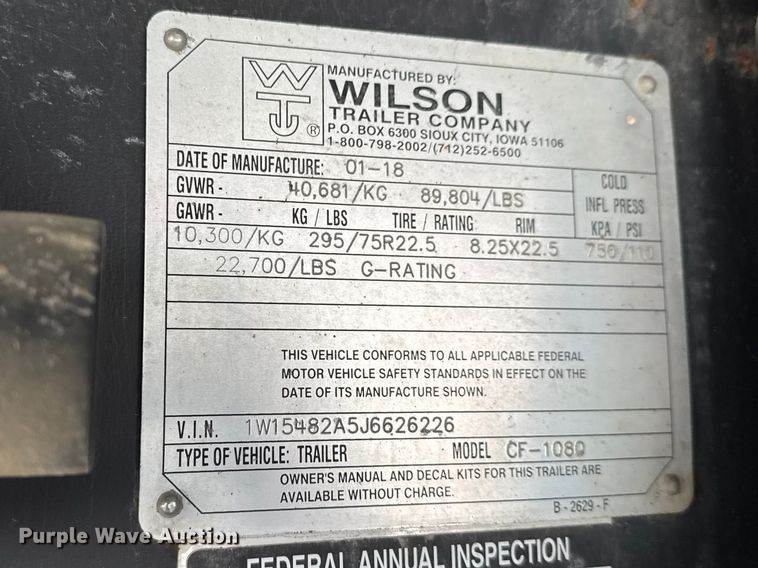 MANUFACTURED BY:
WILSON
TRAILER COMPANY
P.O. BOX 6300 SIOUX CITY, IOWA 51106
1-800-798-2002/(712)252-6500
DATE OF MANUFACTURE: 01-18
GVWR - 40,681/KG 89,804/LBS
COLD
INFL PRESS
KPA / PSI
GAWR - KG / LBS TIRE / RATING RIM
10,300/KG 295/75R22.5 8.25X22.5 750/110
22,700/LBS G-RATING
THIS VEHICLE CONFORMS TO ALL APPLICABLE FEDERAL
MOTOR VEHICLE SAFETY STANDARDS IN EFFECT ON THE
DATE OF ITS MANUFACTURE SHOWN.
V.I.N. 1W15482A5J6626226
TYPE OF VEHICLE: TRAILER MODEL CF-1080
OWNER'S MANUAL AND DECAL KITS FOR THIS TRAILER ARE
AVAILABLE WITHOUT CHARGE.
B - 2629 - F
Purple Wave Auction
FEDERAL ANNUAL INSPECTION